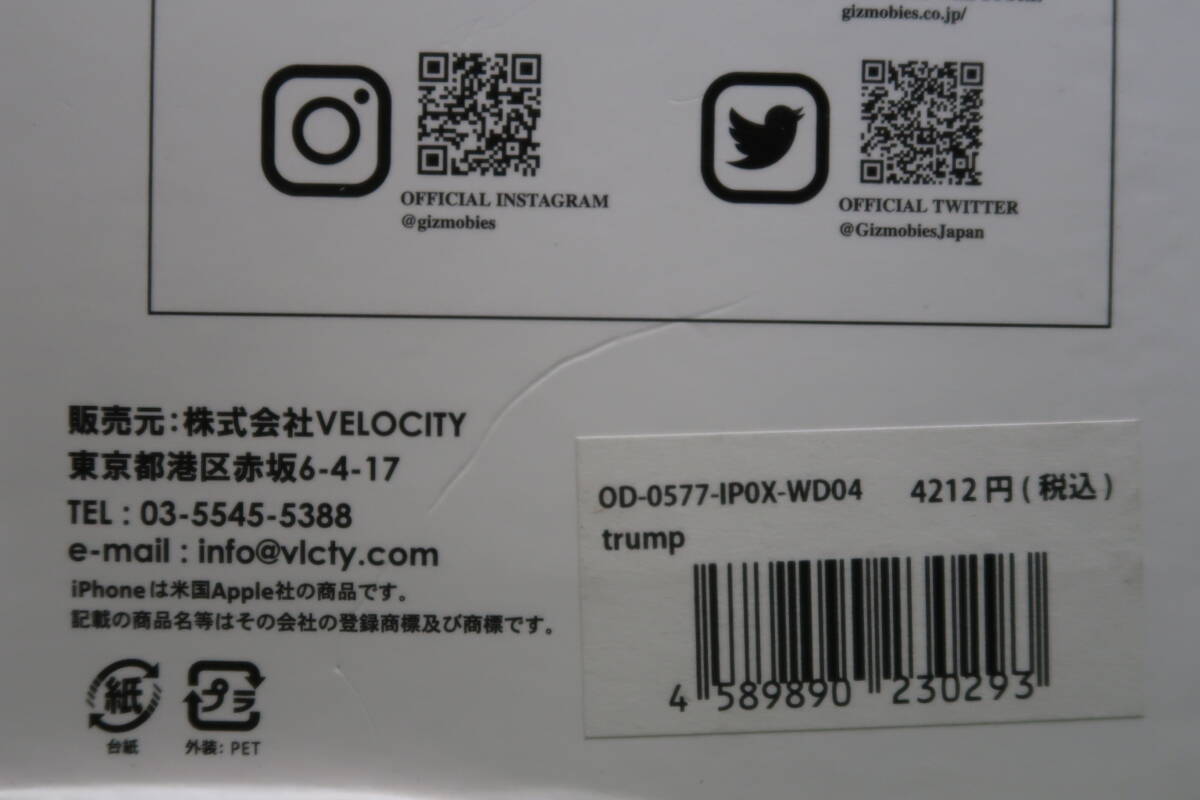 gizmobies.co.jp/
OFFICIAL INSTAGRAM
@gizmobies
OFFICIAL TWITTER
@GizmobiesJapan
販売元:株式会社VELOCITY
東京都港区赤坂6-4-17
TEL : 03-5545-5388
e-mail : info@vlcty.com
iPhoneは米国Apple社の商品です。
記載の商品名等はその会社の登録商標及び商標です。
紙
台紙
プラ
外装: PET
OD-0577-IP0X-WD04 4212円(税込)
trump
4 589890 230293